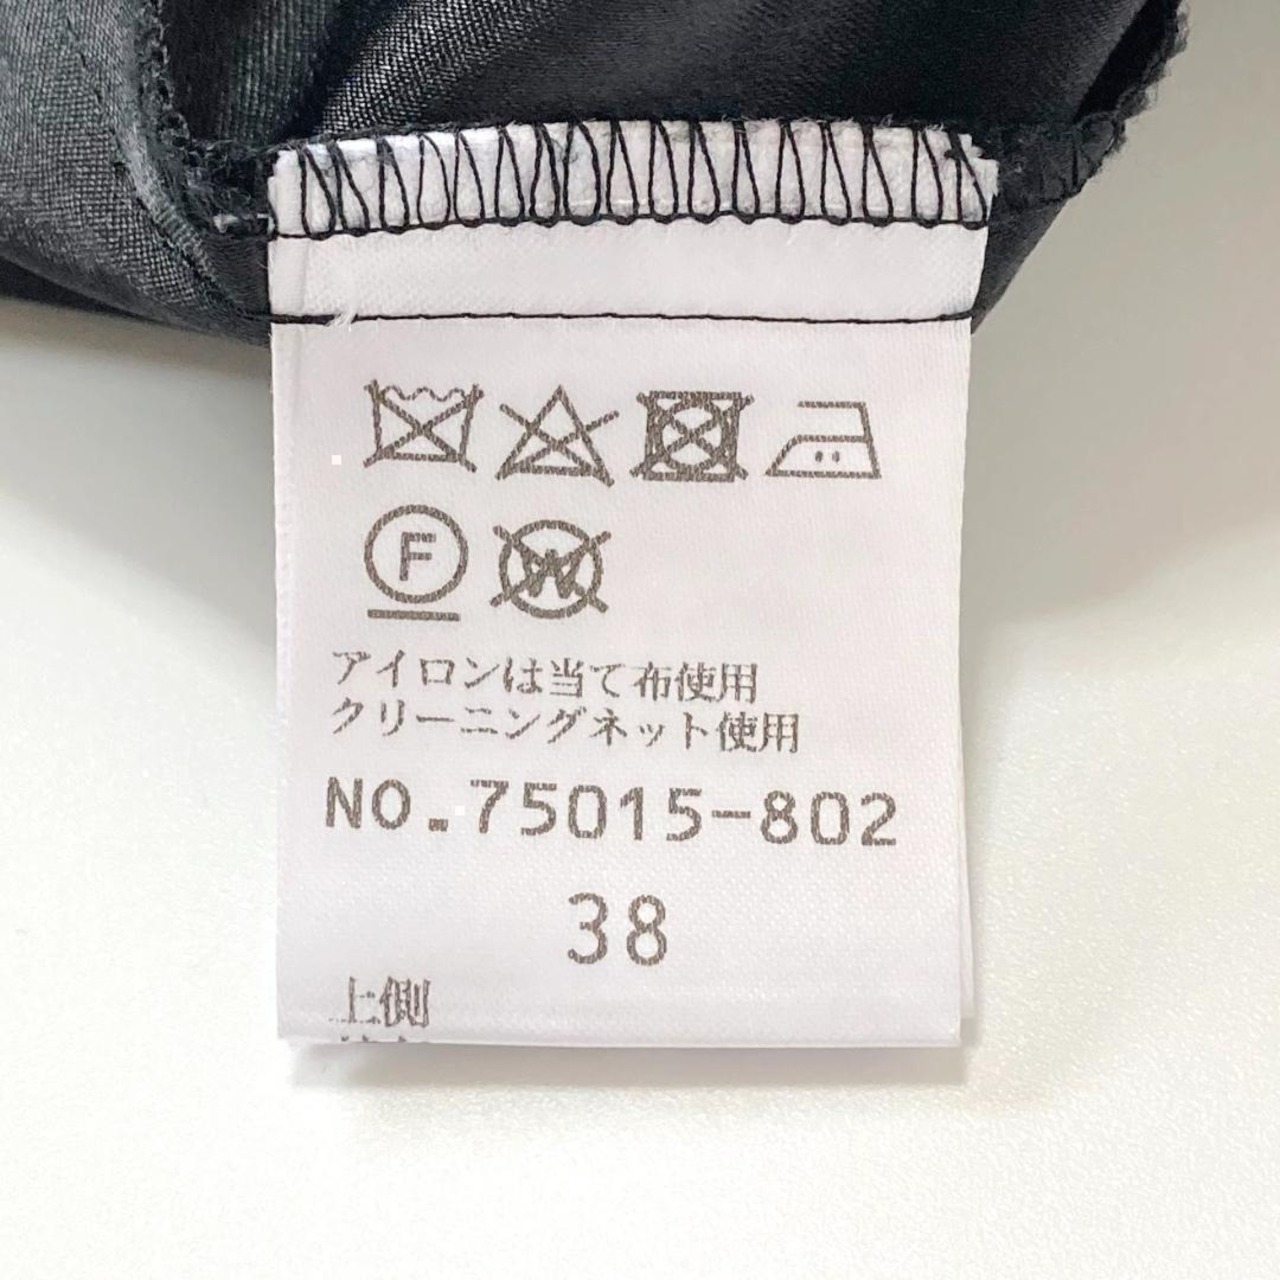 F W
アイロンは当て布使用
クリーニングネット使用
NO.75015-802
38
上側